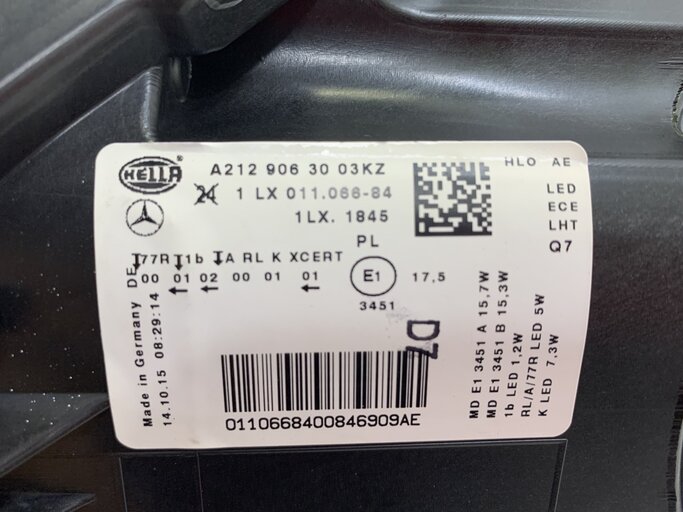 HELLA
A212 906 30 03KZ
24 1 LX 011.066-84
1LX. 1845
HLO AE
LED
ECE
LHT
Q7
PL
77R 1b A RL K XCERT
00 01 02 00 01 01
E1
17,5
3451
D7
Made in Germany DE
14.10.15 08:29:14
MD E1 3451 A 15,7W
MD E1 3451 B 15,3W
1b LED 1,2W
RL/A/77R LED 5W
K LED 7,3W
0110668400846909AE